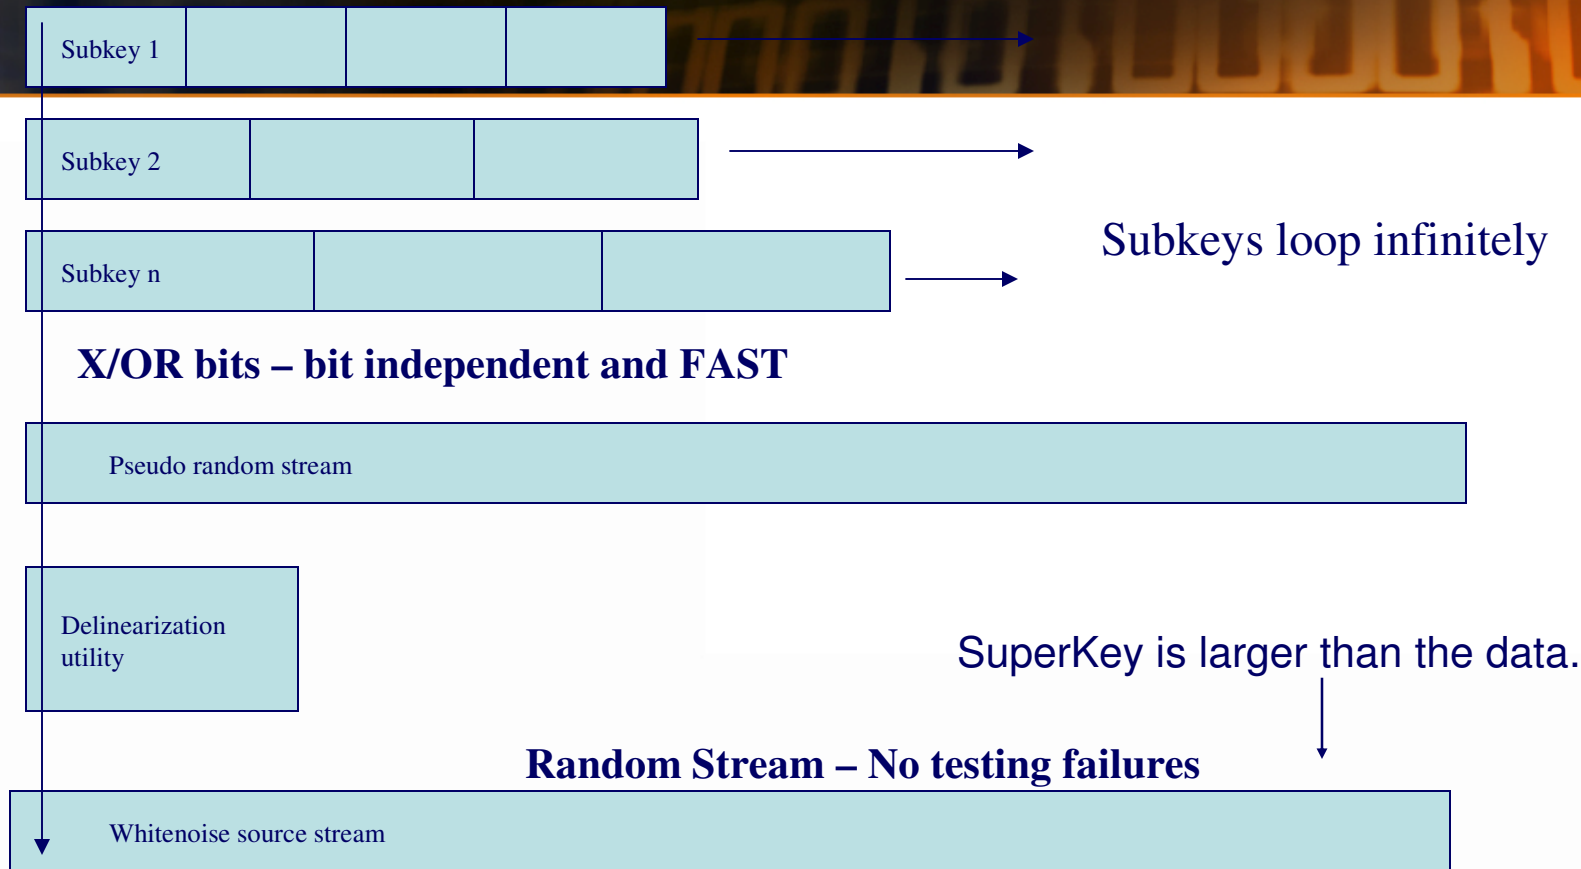 Subkey 1
Subkey 2
Subkey n
Subkeys loop infinitely
X/OR bits – bit independent and FAST
Pseudo random stream
Delinearization
utility
SuperKey is larger than the data.
Random Stream – No testing failures
Whitenoise source stream